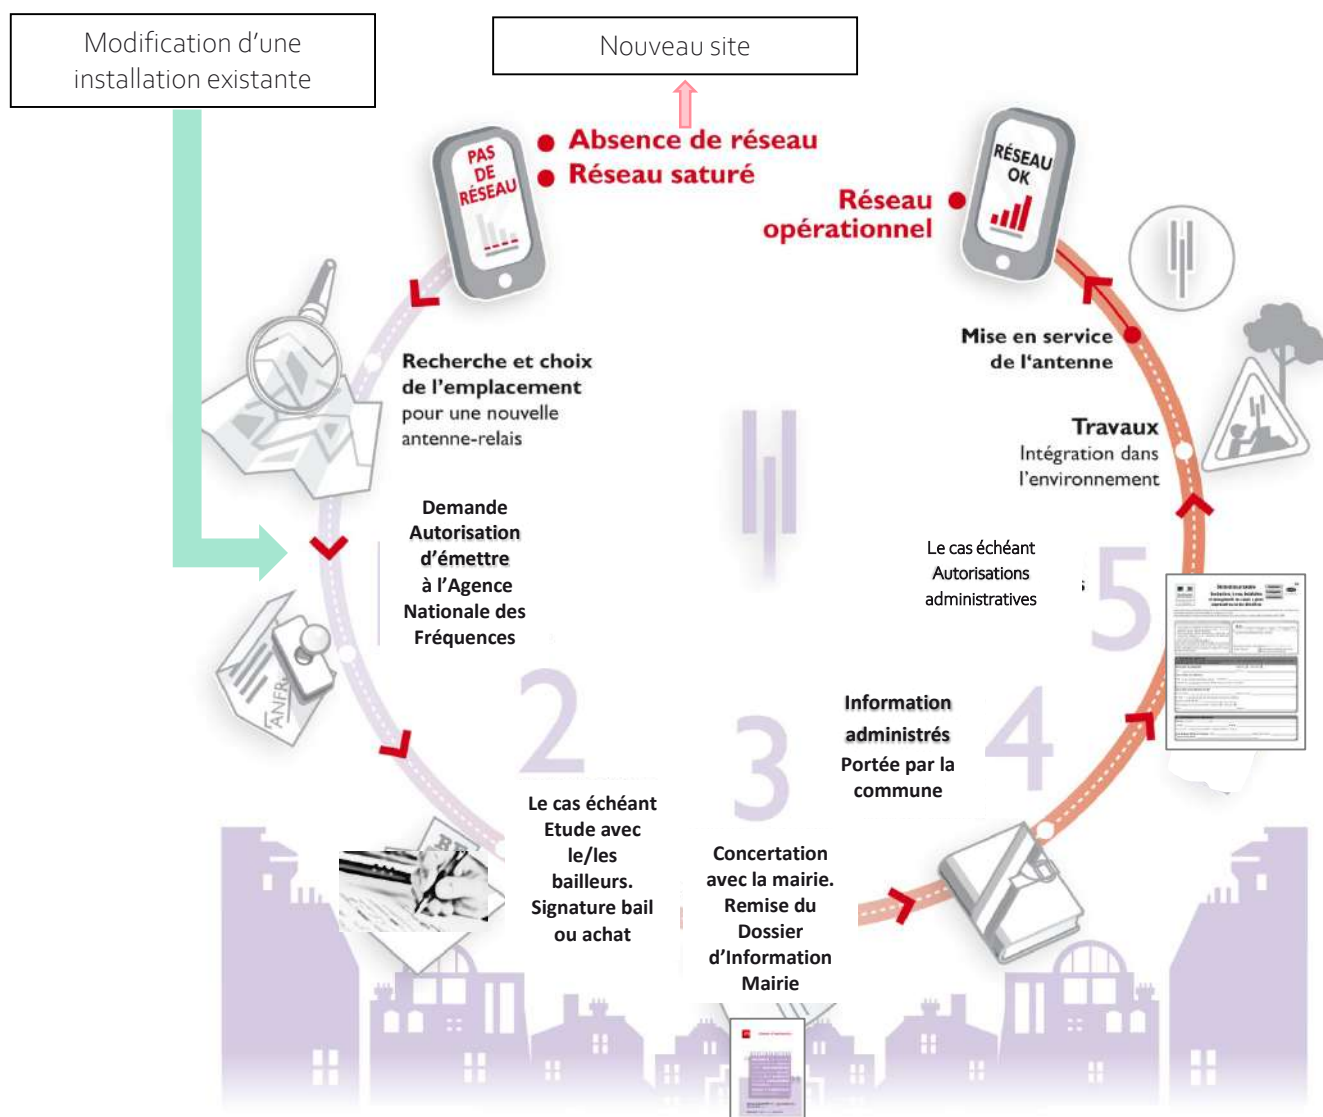 Modification d'une
installation existante
Nouveau site
PAS
DE
RÉSEAU
Absence de réseau
Réseau saturé
RÉSEAU
OK
Réseau
opérationnel
Recherche et choix
de l'emplacement
pour une nouvelle
antenne-relais
Mise en service
de l'antenne
Travaux
Intégration dans
l'environnement
Demande
Autorisation
d'émettre
à l'Agence
Nationale des
Fréquences
ANFR
Le cas échéant
Autorisations
administratives
5
2
Le cas échéant
Etude avec
le/les
bailleurs.
Signature bail
ou achat
3
Concertation
avec la mairie.
Remise du
Dossier
d'Information
Mairie
4
Information
administrés
Portée par la
commune